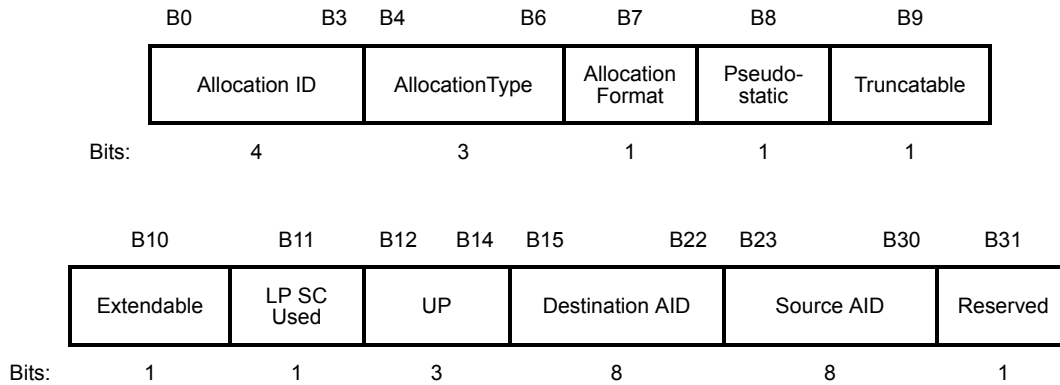 B0 B3 B4 B6 B7 B8 B9
Allocation ID AllocationType Allocation Format Pseudo-static Truncatable
Bits: 4 3 1 1 1
B10 B11 B12 B14 B15 B22 B23 B30 B31
Extendable LP SC Used UP Destination AID Source AID Reserved
Bits: 1 1 3 8 8 1